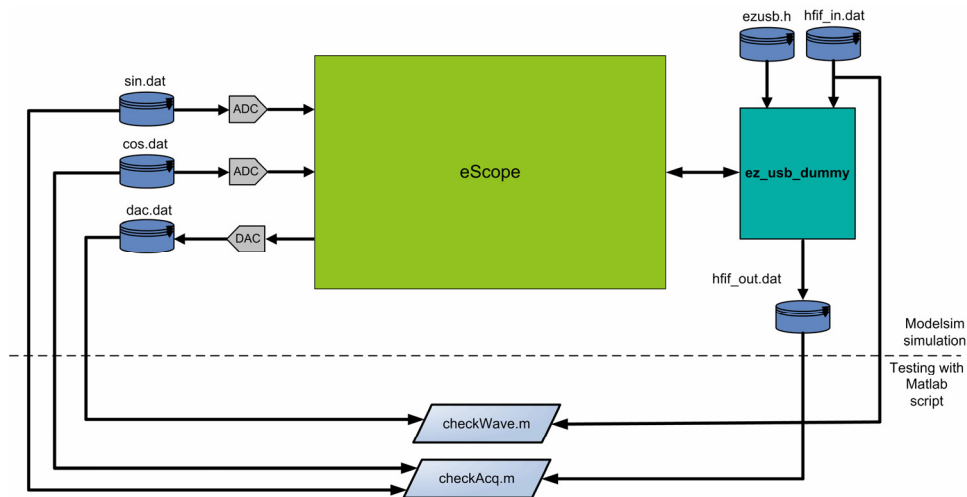 ezusb.h
hfif_in.dat
sin.dat
ADC
cos.dat
ADC
eScope
ez_usb_dummy
dac.dat
DAC
hfif_out.dat
Modelsim
simulation
Testing with
Matlab
script
checkWave.m
checkAcq.m